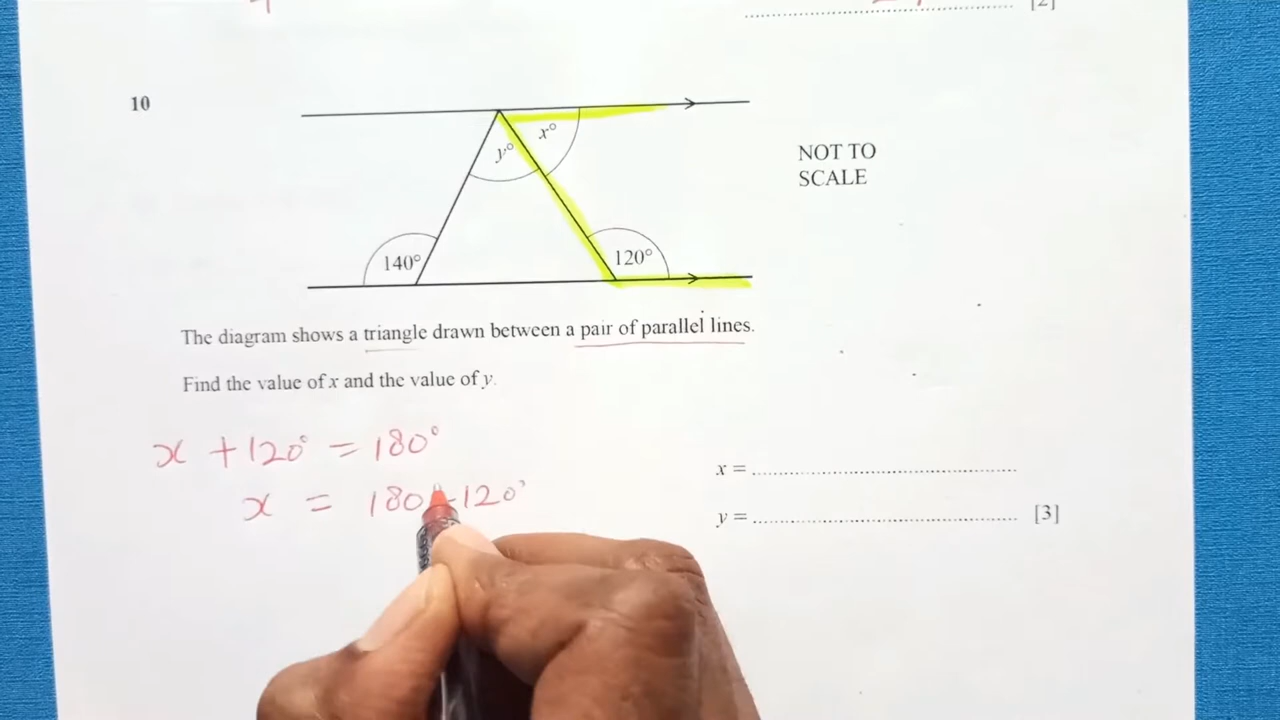 [2]
10
x°
y°
140°
120°
NOT TO
SCALE
The diagram shows a triangle drawn between a pair of parallel lines.
Find the value of x and the value of y.
x + 120° = 180°
x = 180° - 120°
x = ........................................
y = ........................................ [3]